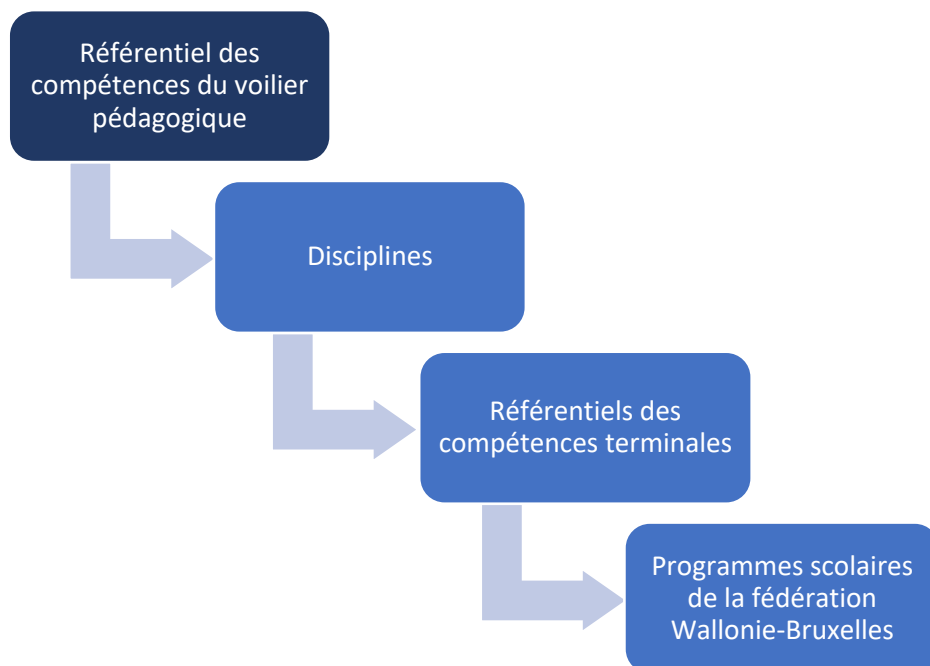 Référentiel des
compétences du voilier
pédagogique
Disciplines
Référentiels des
compétences terminales
Programmes scolaires
de la fédération
Wallonie-Bruxelles